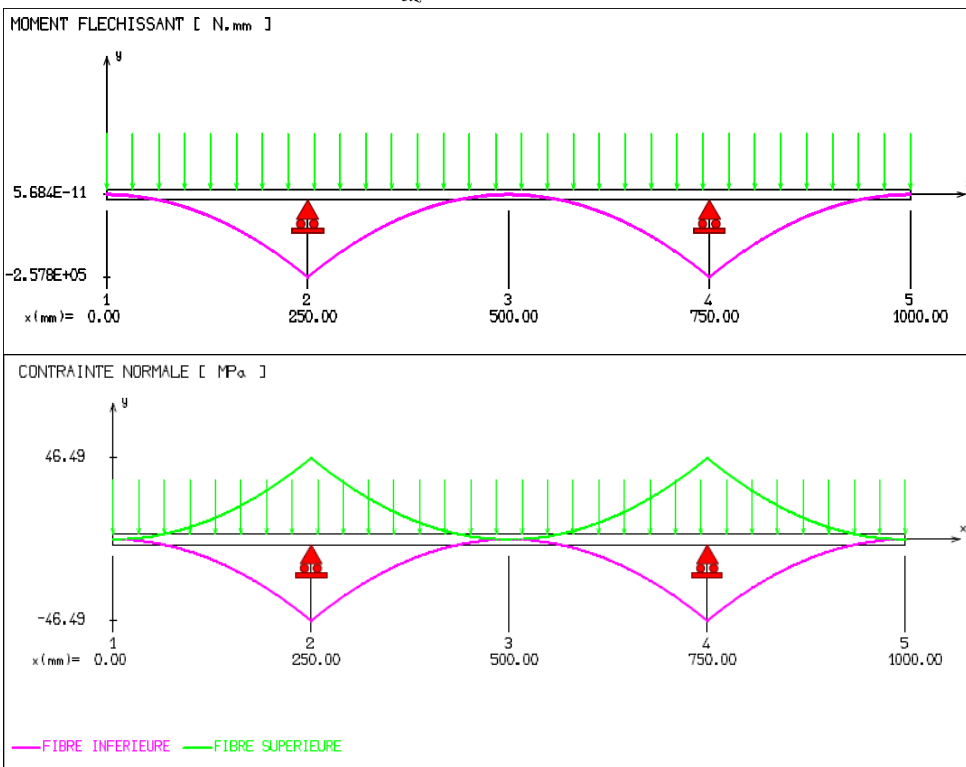 MOMENT FLECHISSANT [ N.mm ]
y
5.684E-11
-2.578E+05
1 2 3 4 5
x(mm)= 0.00 250.00 500.00 750.00 1000.00
CONTRAINTE NORMALE [ MPa ]
y
46.49
x
-46.49
1 2 3 4 5
x(mm)= 0.00 250.00 500.00 750.00 1000.00
FIBRE INFERIEURE FIBRE SUPERIEURE